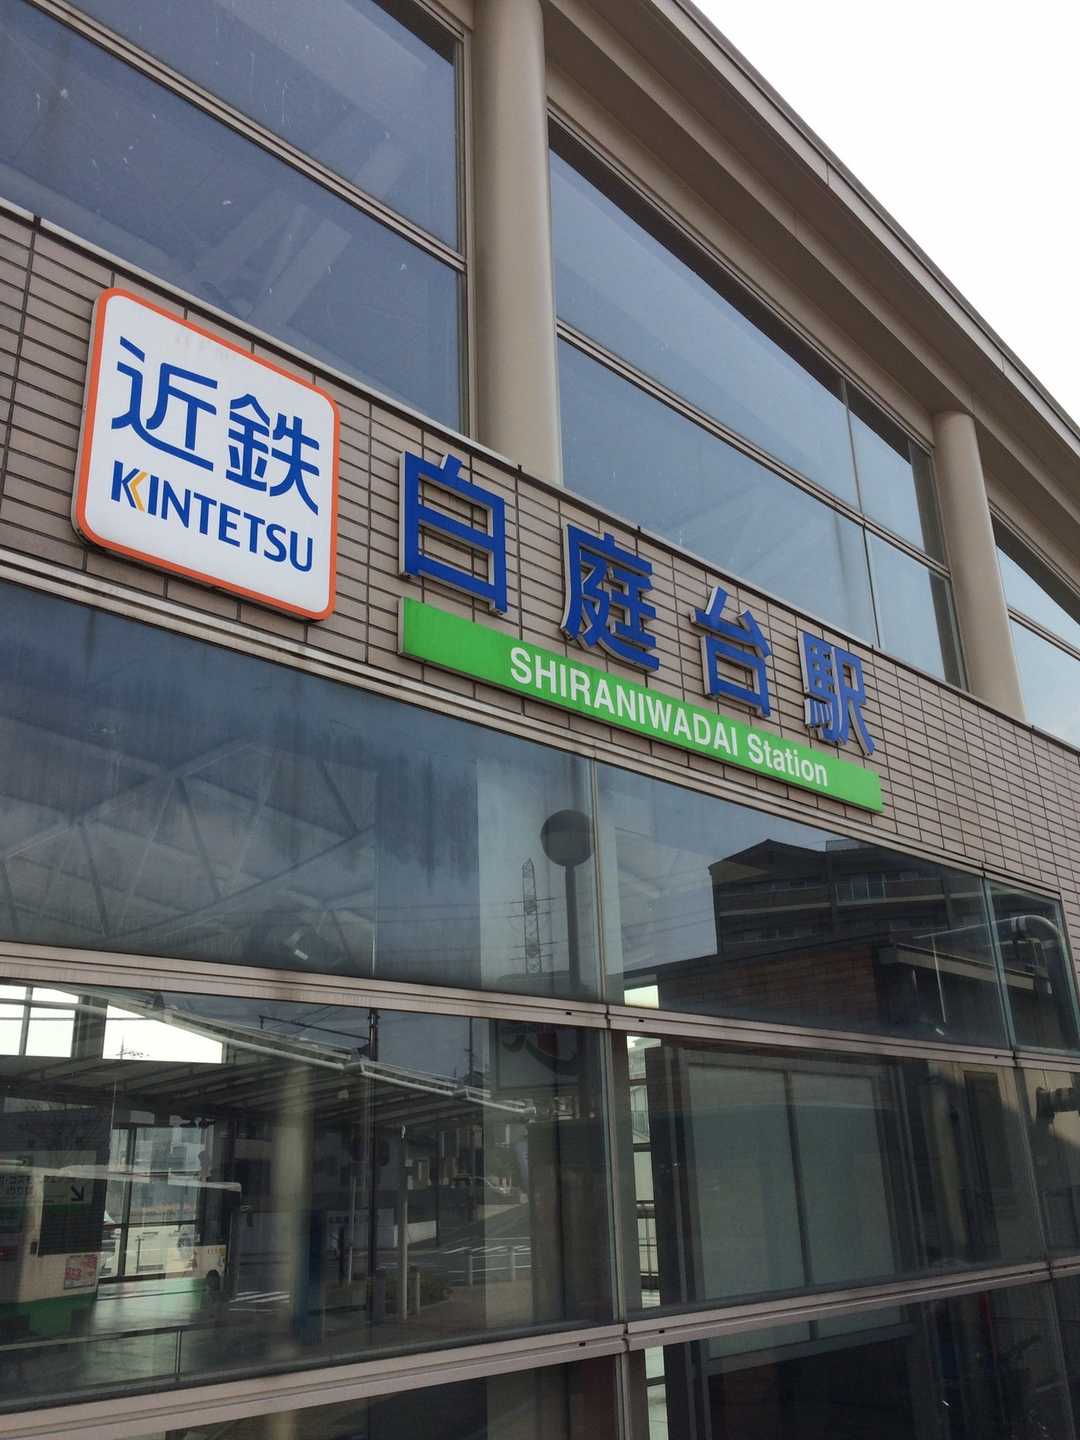 近鉄
KINTETSU
白庭台駅
SHIRANIWADAI Station